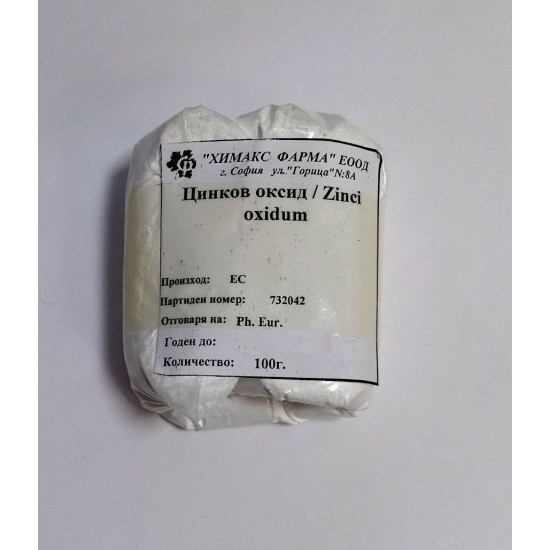 "ХИМАКС ФАРМА" ЕООД
г. София ул."Горица"N:8А
Цинков оксид / Zinci
oxidum
Произход: ЕС
Партиден номер: 732042
Отговаря на: Ph. Eur.
Годен до:
Количество: 100г.